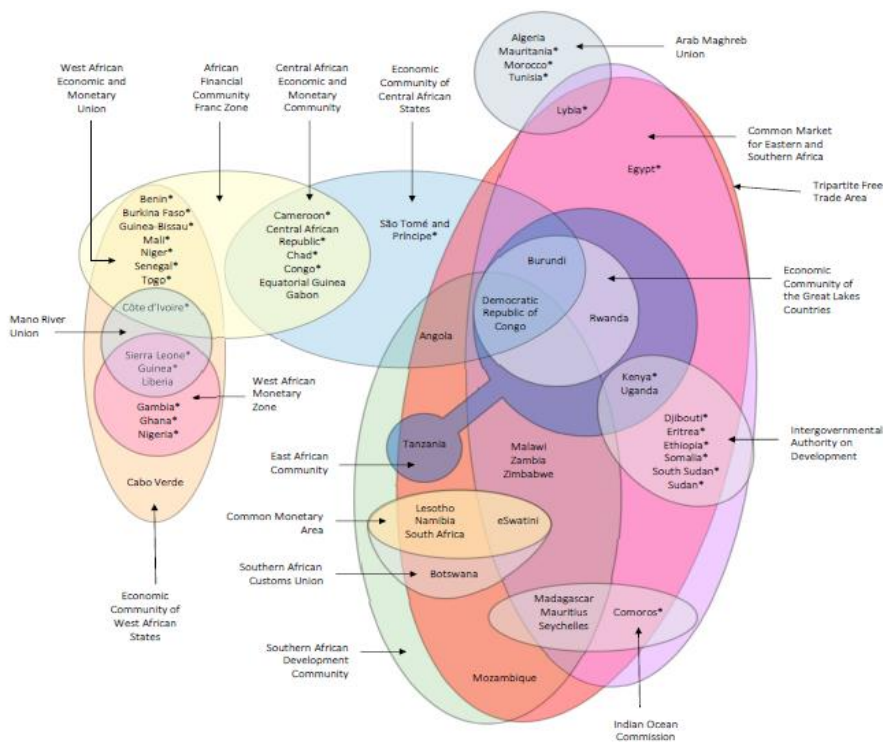 West African
Economic and
Monetary
Union
African
Financial
Community
Franc Zone
Central African
Economic and
Monetary
Community
Economic
Community of
Central African
States
Algeria
Mauritania*
Morocco*
Tunisia*
Lybia*
Arab Maghreb
Union
Common Market
for Eastern and
Southern Africa
Egypt*
Tripartite Free
Trade Area
Benin*
Burkina Faso*
Guinea-Bissau*
Mali*
Niger*
Senegal*
Togo*
Cameroon*
Central African
Republic*
Chad*
Congo*
Equatorial Guinea
Gabon
São Tomé and
Príncipe*
Burundi
Economic
Community of
the Great Lakes
Countries
Democratic
Republic of
Congo
Rwanda
Angola
Mano River
Union
Côte d'Ivoire*
Sierra Leone*
Guinea*
Liberia
West African
Monetary
Zone
Gambia*
Ghana*
Nigeria*
Kenya*
Uganda
Djibouti*
Eritrea*
Ethiopia*
Somalia*
South Sudan*
Sudan*
Intergovernmental
Authority on
Development
Tanzania
East African
Community
Malawi
Zambia
Zimbabwe
Cabo Verde
Common Monetary
Area
Lesotho
Namibia
South Africa
eSwatini
Southern African
Customs Union
Botswana
Economic
Community of
West African
States
Madagascar
Mauritius
Seychelles
Comoros*
Southern African
Development
Community
Mozambique
Indian Ocean
Commission